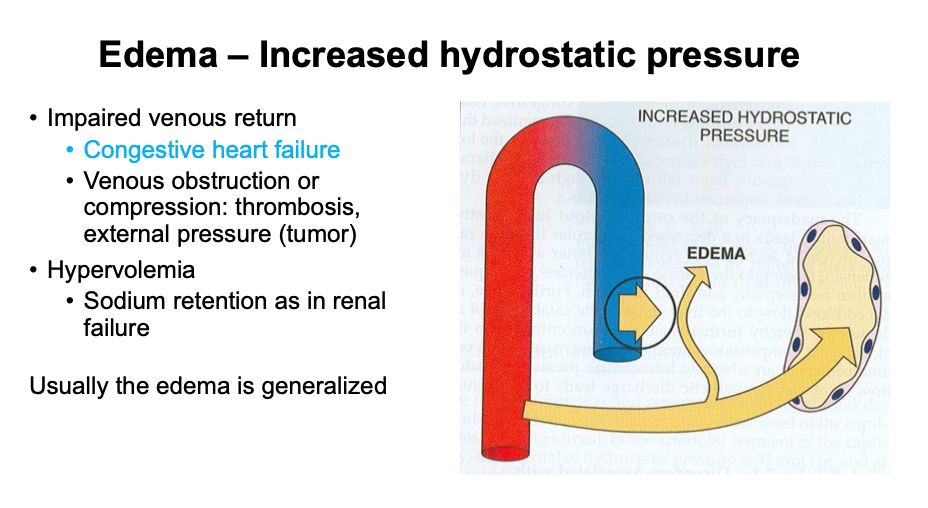 Edema – Increased hydrostatic pressure
• Impaired venous return
• Congestive heart failure
• Venous obstruction or
compression: thrombosis,
external pressure (tumor)
• Hypervolemia
• Sodium retention as in renal
failure
Usually the edema is generalized
INCREASED HYDROSTATIC
PRESSURE
EDEMA